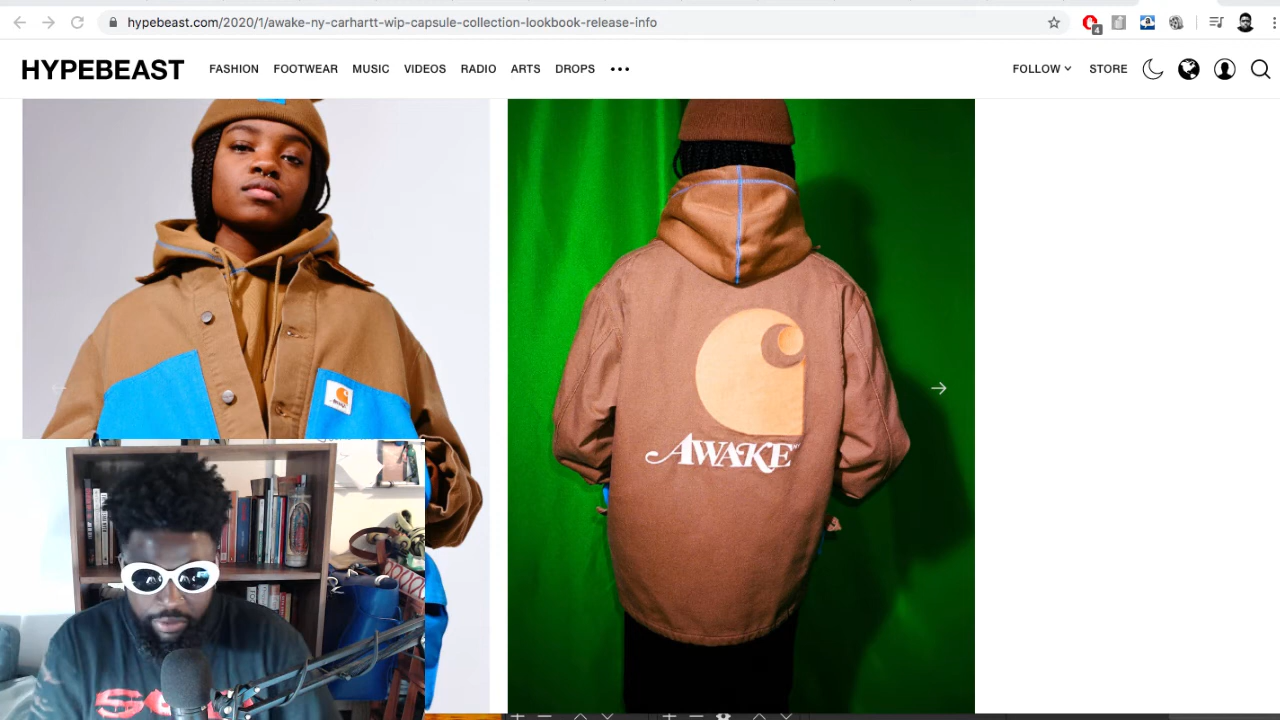 hypebeast.com/2020/1/awake-ny-carhartt-wip-capsule-collection-lookbook-release-info
4
HYPEBEAST FASHION FOOTWEAR MUSIC VIDEOS RADIO ARTS DROPS ••• FOLLOW STORE
AWAKE